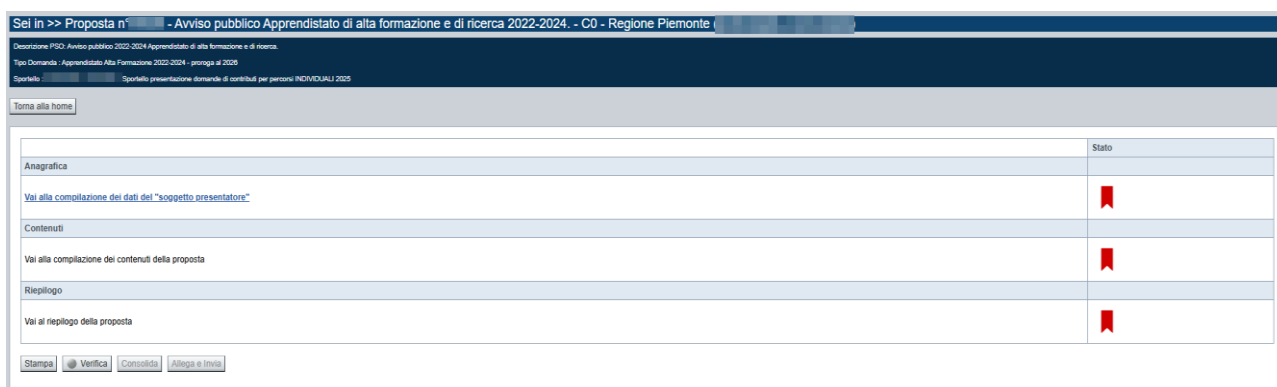 Sei in >> Proposta n° - Avviso pubblico Apprendistato di alta formazione e di ricerca 2022-2024. - C0 - Regione Piemonte (
Descrizione PSO: Avviso pubblico 2022-2024 Apprendistato di alta formazione e di ricerca.
Tipo Domanda : Apprendistato Alta Formazione 2022-2024 - proroga al 2026
Sportello : Sportello presentazione domande di contributi per percorsi INDIVIDUALI 2025
Torna alla home
Stato
Anagrafica
Vai alla compilazione dei dati del "soggetto presentatore"
Contenuti
Vai alla compilazione dei contenuti della proposta
Riepilogo
Vai al riepilogo della proposta
Stampa Verifica Consolida Allega e Invia